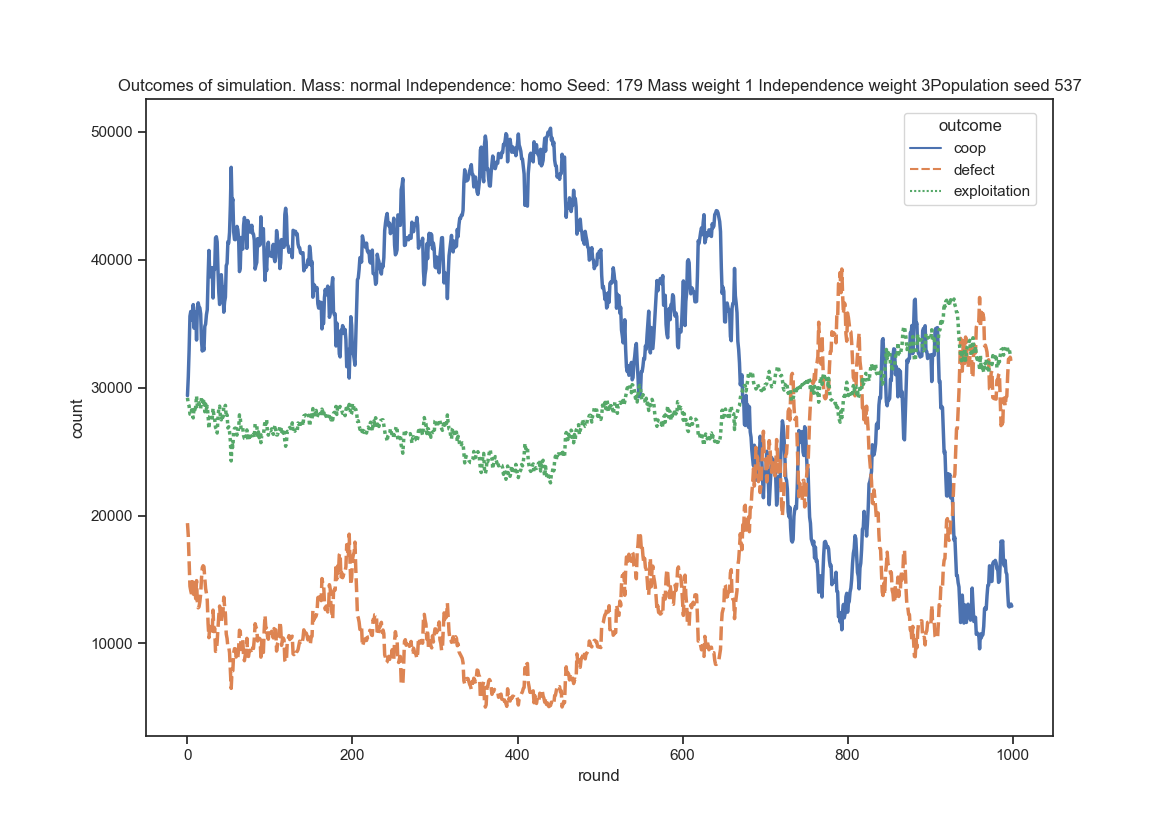 Outcomes of simulation. Mass: normal Independence: homo Seed: 179 Mass weight 1 Independence weight 3Population seed 537
outcome
coop
defect
exploitation
50000
40000
30000
20000
10000
count
0
200
400
600
800
1000
round